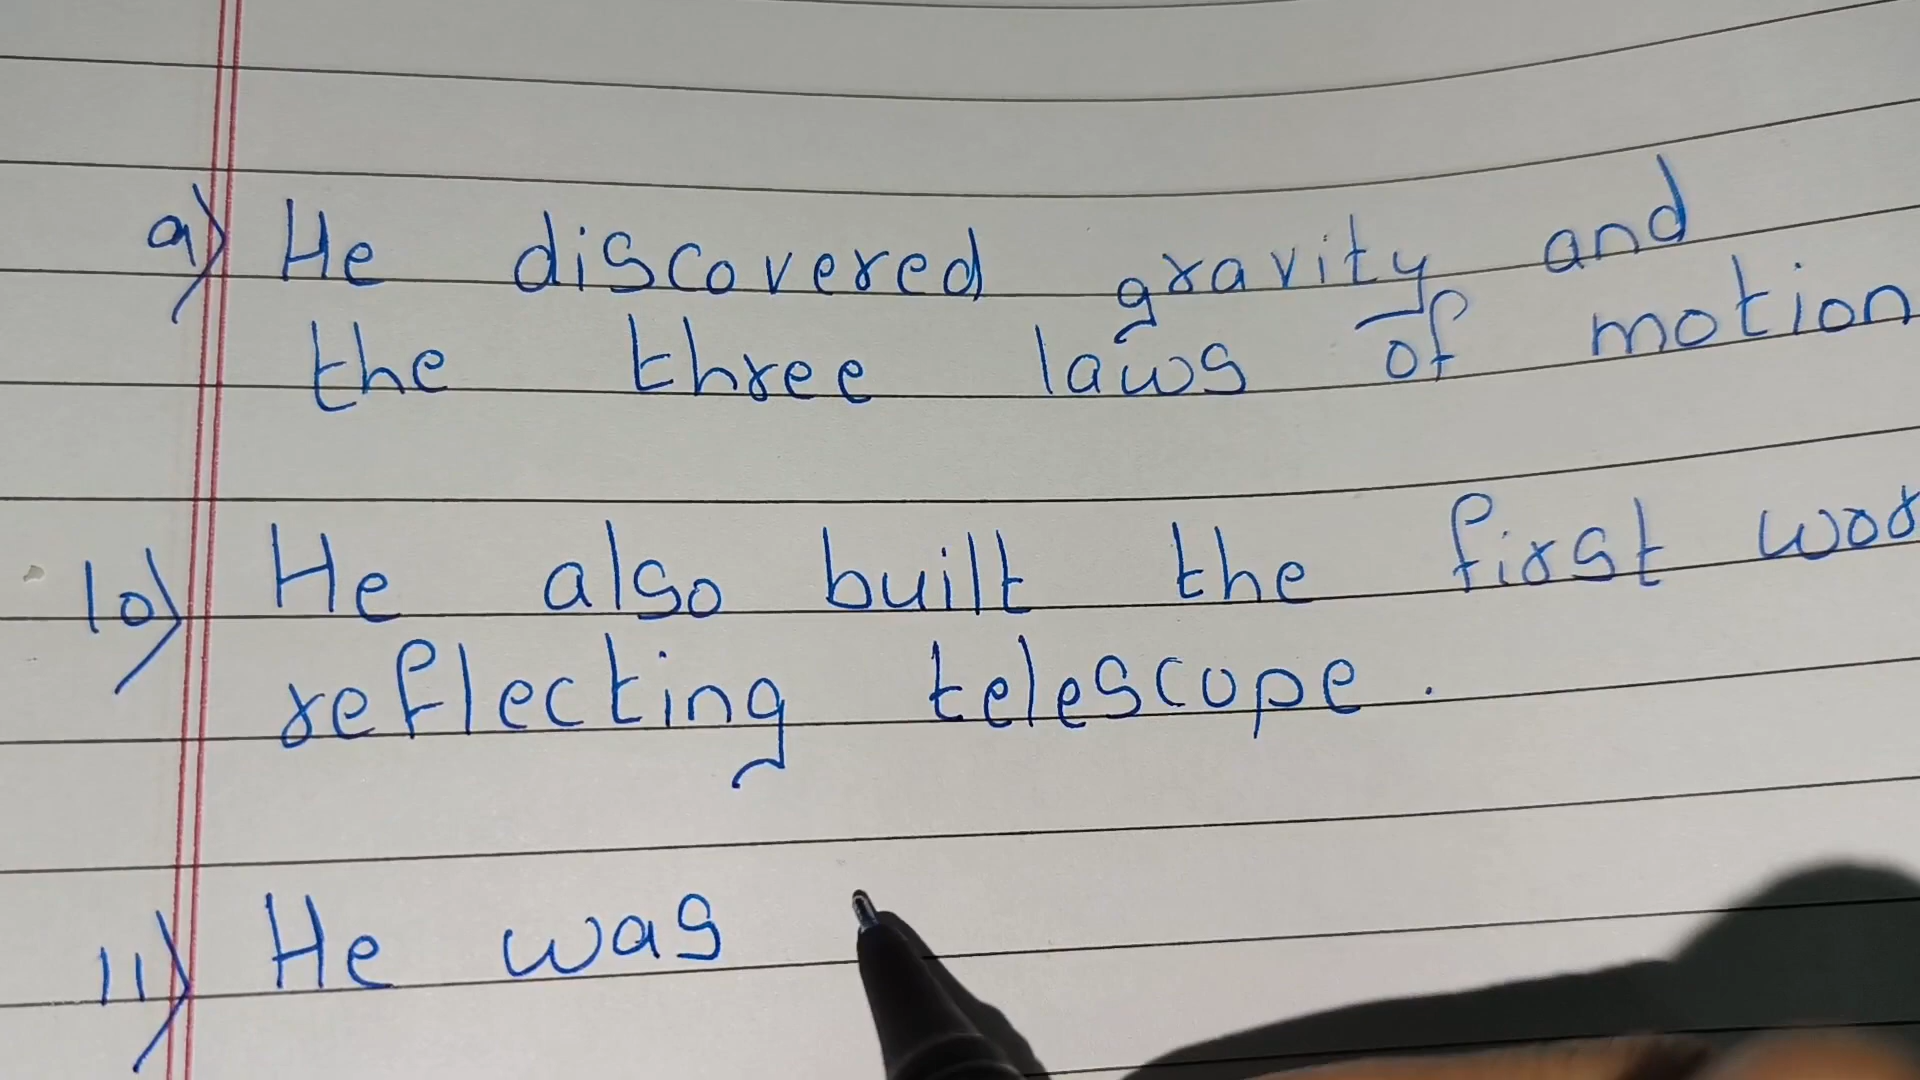 9) He discovered gravity and
the three laws of motion
10) He also built the first
reflecting telescope.
11) He was